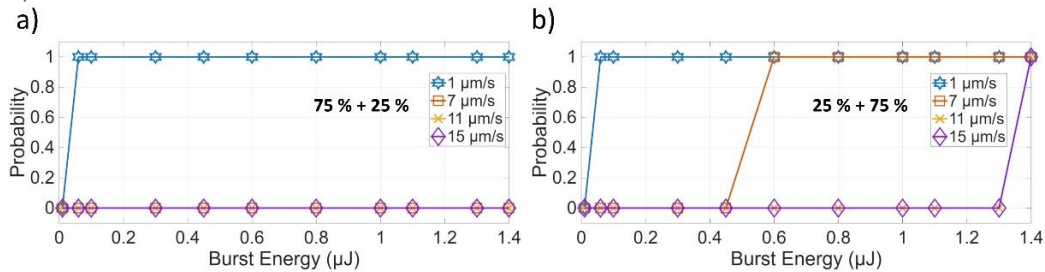 a)
Probability
1
0.8
0.6
0.4
0.2
0
75 % + 25 %
1 µm/s
7 µm/s
11 µm/s
15 µm/s
0 0.2 0.4 0.6 0.8 1 1.2 1.4
Burst Energy (µJ)
b)
Probability
1
0.8
0.6
0.4
0.2
0
25 % + 75 %
1 µm/s
7 µm/s
11 µm/s
15 µm/s
0 0.2 0.4 0.6 0.8 1 1.2 1.4
Burst Energy (µJ)